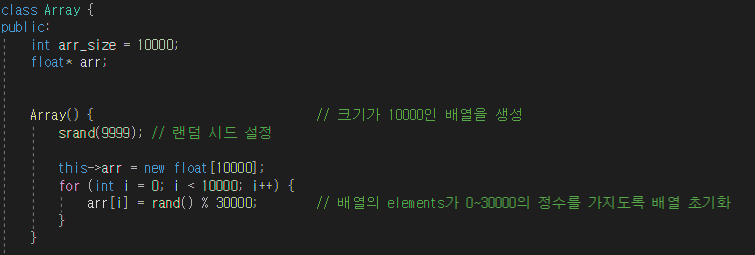 class Array {
public:
int arr_size = 10000;
float* arr;
Array() { // 크기가 10000인 배열을 생성
srand(9999); // 랜덤 시드 설정
this->arr = new float[10000];
for (int i = 0; i < 10000; i++) {
arr[i] = rand() % 30000; // 배열의 elements가 0~30000의 정수를 가지도록 배열 초기화
}
}